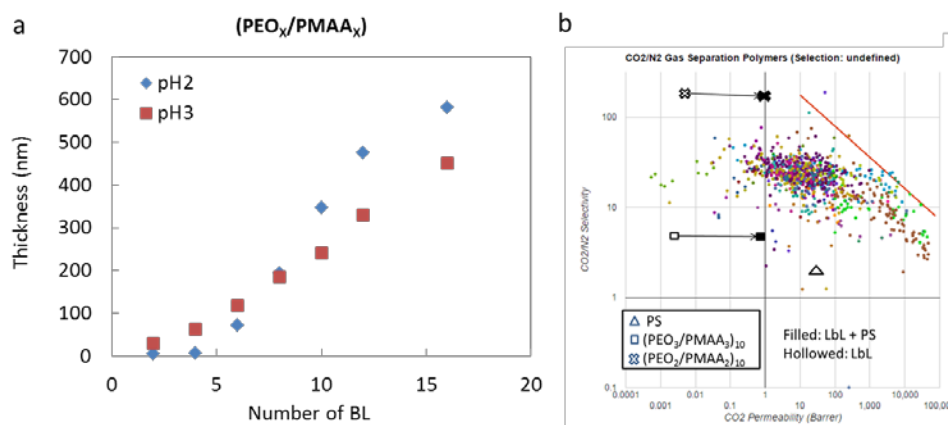 a
(PEOX/PMAAX)
700
600
500
400
300
200
100
0
0 5 10 15 20
Thickness (nm)
Number of BL
pH2
pH3
b
CO2/N2 Gas Separation Polymers (Selection: undefined)
100
10
1
0.1
CO2/N2 Selectivity
0.0001 0.01 1 100 10,000
0.001 0.1 10 1,000 100,00
CO2 Permeability (Barrer)
PS
(PEO3/PMAA3)10
(PEO2/PMAA2)10
Filled: LbL + PS
Hollowed: LbL